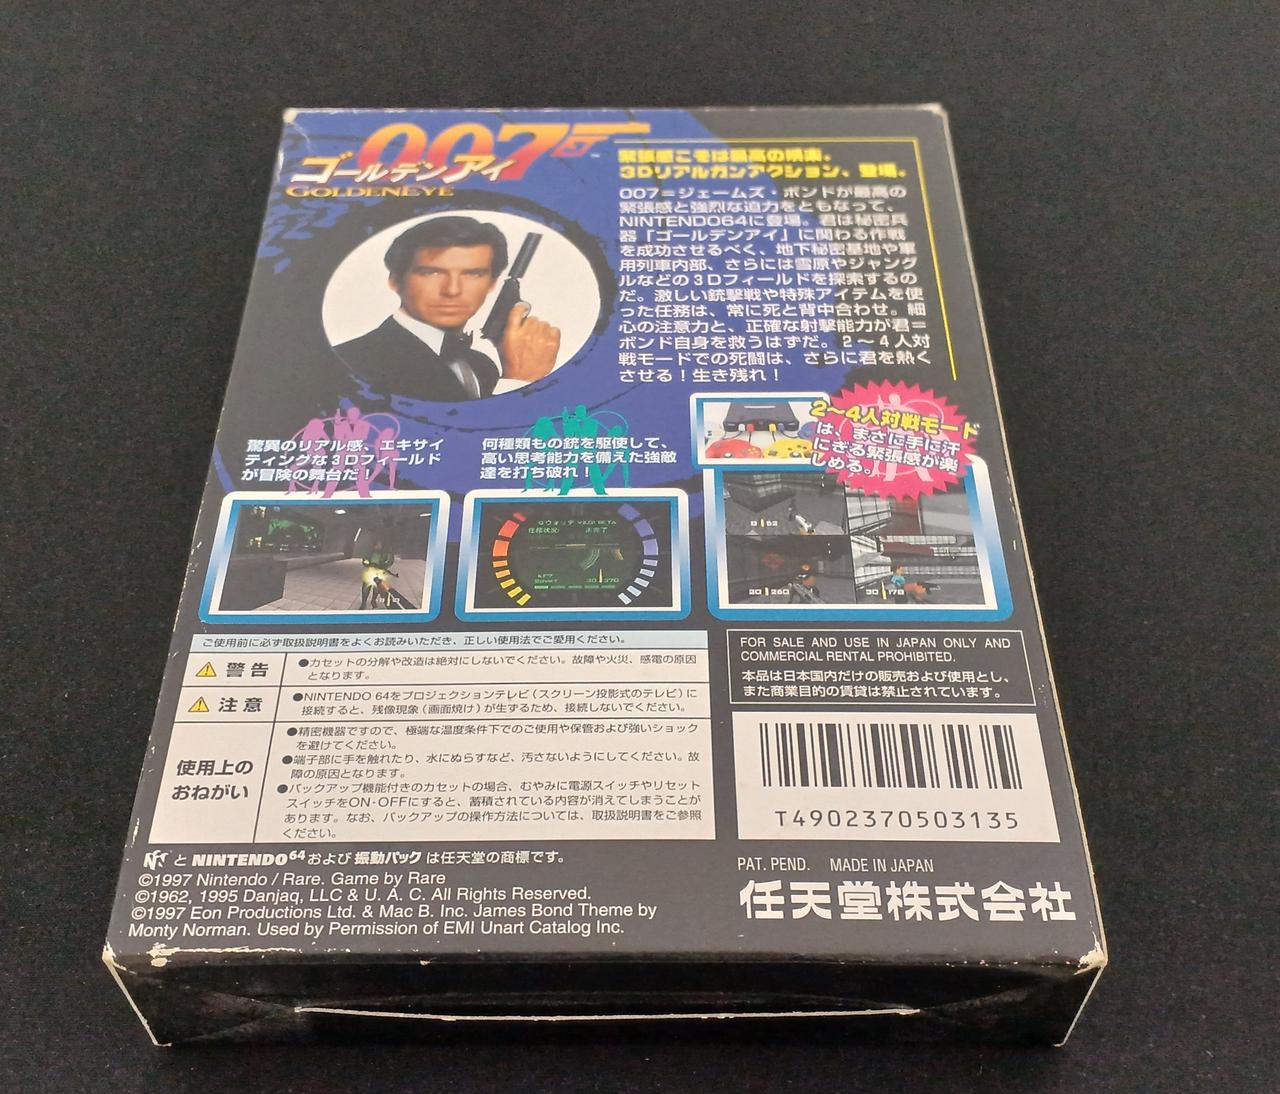 007
ゴールデンアイ
GOLDENEYE
緊張感こそは最高の娯楽。
3Dリアルガンアクション、登場。
007=ジェームズ・ボンドが最高の
緊張感と強烈な迫力をともなって、
NINTENDO64に登場。君は秘密兵
器「ゴールデンアイ」に関わる作戦
を成功させるべく、地下秘密基地や軍
用列車内部、さらには雪原やジャング
ルなどの3Dフィールドを探索するの
だ。激しい銃撃戦や特殊アイテムを使
った任務は、常に死と背中合わせ。細
心の注意力と、正確な射撃能力が君=
ボンド自身を救うはずだ。2〜4人対
戦モードでの死闘は、さらに君を熱く
させる!生き残れ!
驚異のリアル感、エキサイ
ティングな3Dフィールド
が冒険の舞台だ!
何種類もの銃を駆使して、
高い思考能力を備えた強敵
達を打ち破れ!
2〜4人対戦モード
は、まさに手に汗
にぎる緊張感が楽
しめる。
任務状況: 未完了
30 370
8 62
20 260
30 178
ご使用前に必ず取扱説明書をよくお読みいただき、正しい使用法でご愛用ください。
警告
●カセットの分解や改造は絶対にしないでください。故障や火災、感電の原因
となります。
注意
●NINTENDO 64をプロジェクションテレビ(スクリーン投影式のテレビ)に
接続すると、残像現象(画面焼け)が生ずるため、接続しないでください。
使用上の
おねがい
●精密機器ですので、極端な温度条件下でのご使用や保管および強いショック
を避けてください。
●端子部に手を触れたり、水にぬらすなど、汚さないようにしてください。故
障の原因となります。
●バックアップ機能付きのカセットの場合、むやみに電源スイッチやリセット
スイッチをON・OFFにすると、蓄積されている内容が消えてしまうことが
あります。なお、バックアップの操作方法については、取扱説明書をご参照
ください。
FOR SALE AND USE IN JAPAN ONLY AND
COMMERCIAL RENTAL PROHIBITED.
本品は日本国内だけの販売および使用とし、
また商業目的の賃貸は禁止されています。
T4902370503135
と NINTENDO64 および 振動パック は任天堂の商標です。
©1997 Nintendo / Rare. Game by Rare
©1962, 1995 Danjaq, LLC & U. A. C. All Rights Reserved.
©1997 Eon Productions Ltd. & Mac B. Inc. James Bond Theme by
Monty Norman. Used by Permission of EMI Unart Catalog Inc.
PAT. PEND. MADE IN JAPAN
任天堂株式会社